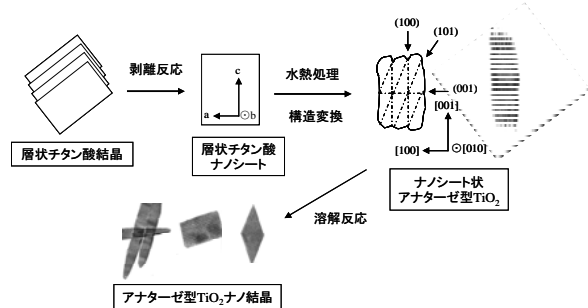 (100)
(101)
剥離反応
水熱処理
構造変換
c
a
⊙b
(001)
[001]
[100]
⊙[010]
層状チタン酸結晶
層状チタン酸
ナノシート
ナノシート状
アナターゼ型TiO2
溶解反応
アナターゼ型TiO2ナノ結晶